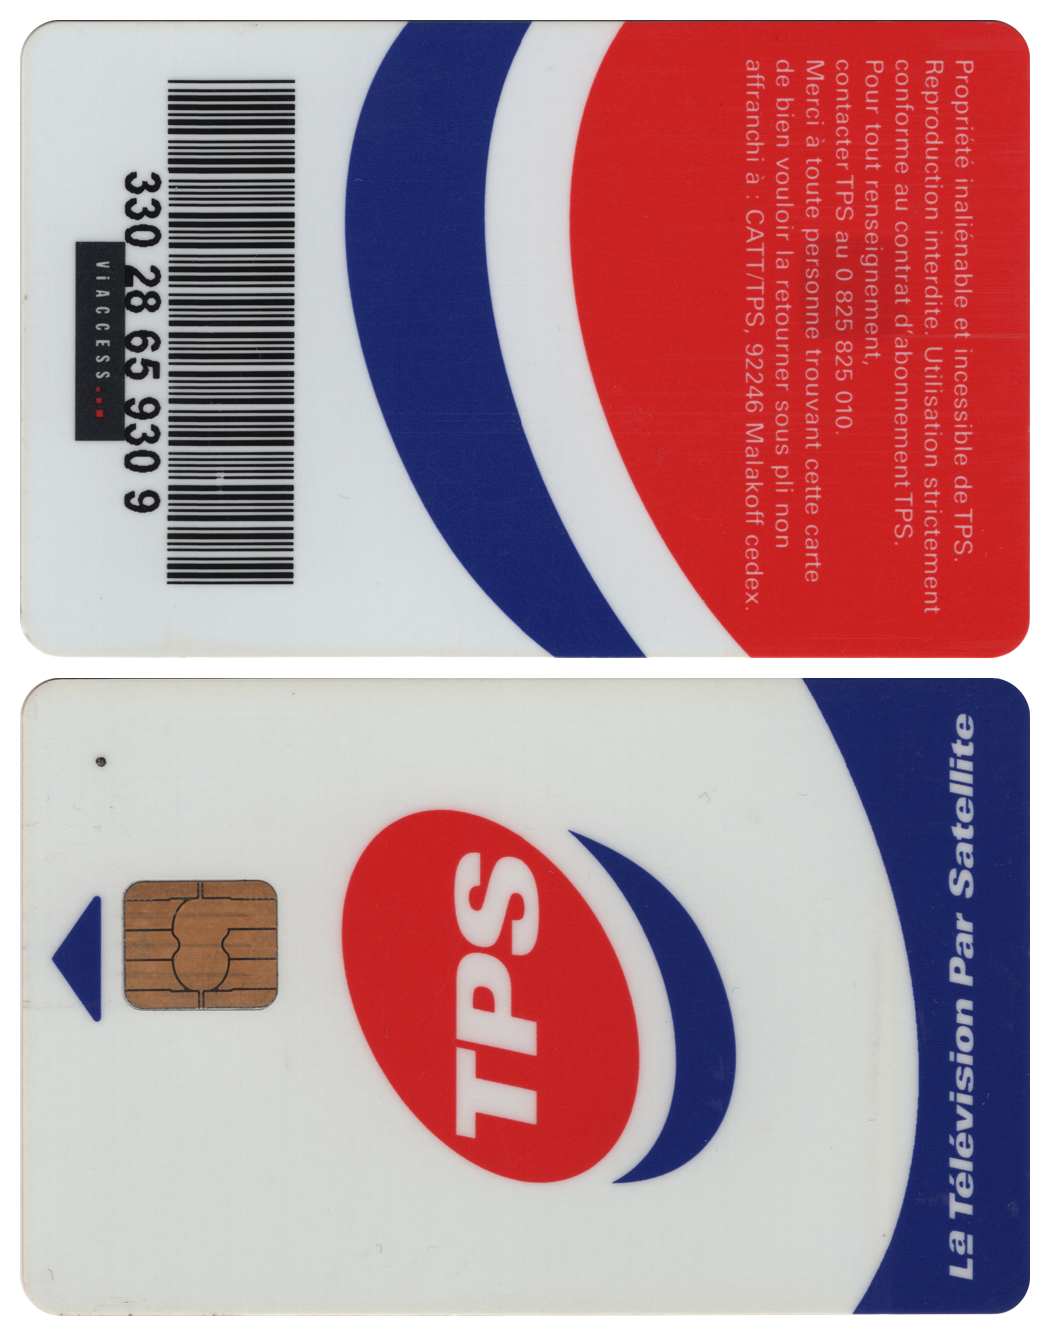 Propriété inaliénable et incessible de TPS.
Reproduction interdite. Utilisation strictement
conforme au contrat d'abonnement TPS.
Pour tout renseignement,
contacter TPS au 0 825 825 010.
Merci à toute personne trouvant cette carte
de bien vouloir la retourner sous pli non
affranchi à : CATT/TPS, 92246 Malakoff cedex.
330 28 65 930 9
ViACCESS...
La Télévision Par Satellite
TPS